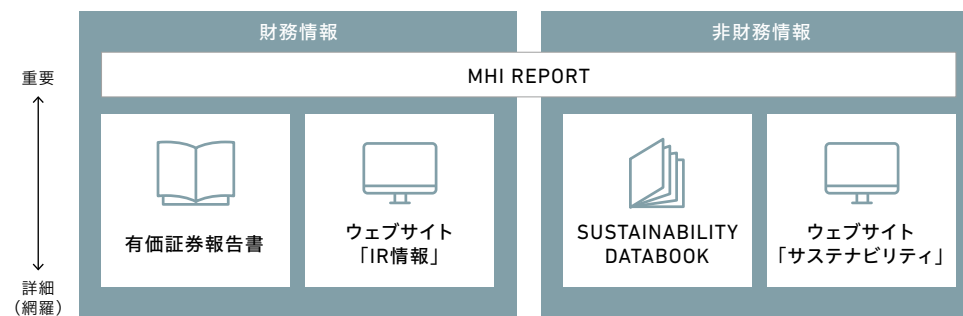 財務情報
非財務情報
MHI REPORT
重要
有価証券報告書
ウェブサイト
「IR情報」
SUSTAINABILITY
DATABOOK
ウェブサイト
「サステナビリティ」
詳細
(網羅)